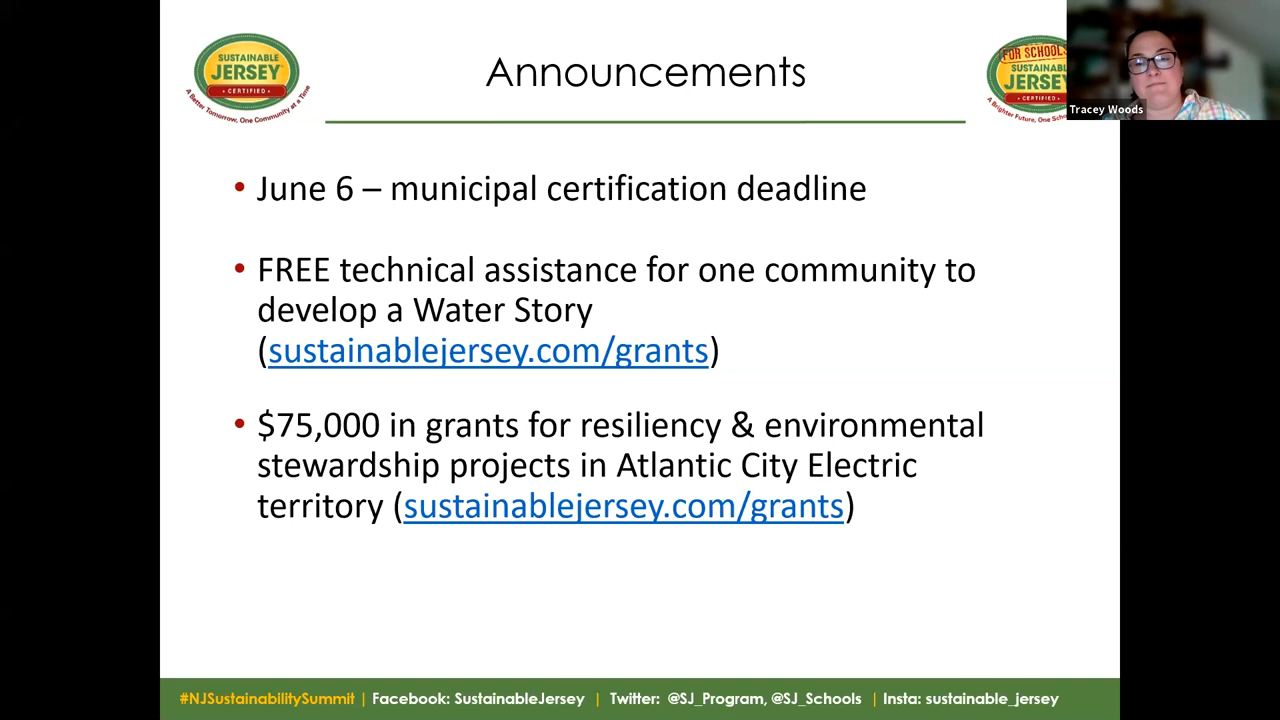 SUSTAINABLE
JERSEY
• CERTIFIED •
A Better Tomorrow, One Community at a Time
Announcements
FOR SCHOOLS
SUSTAINABLE
JERSEY
• CERTIFIED
A Brighter Future, One
Tracey Woods
• June 6 – municipal certification deadline
• FREE technical assistance for one community to
develop a Water Story
(sustainablejersey.com/grants)
• $75,000 in grants for resiliency & environmental
stewardship projects in Atlantic City Electric
territory (sustainablejersey.com/grants)
#NJSustainabilitySummit | Facebook: SustainableJersey | Twitter: @SJ_Program, @SJ_Schools | Insta: sustainable_jersey